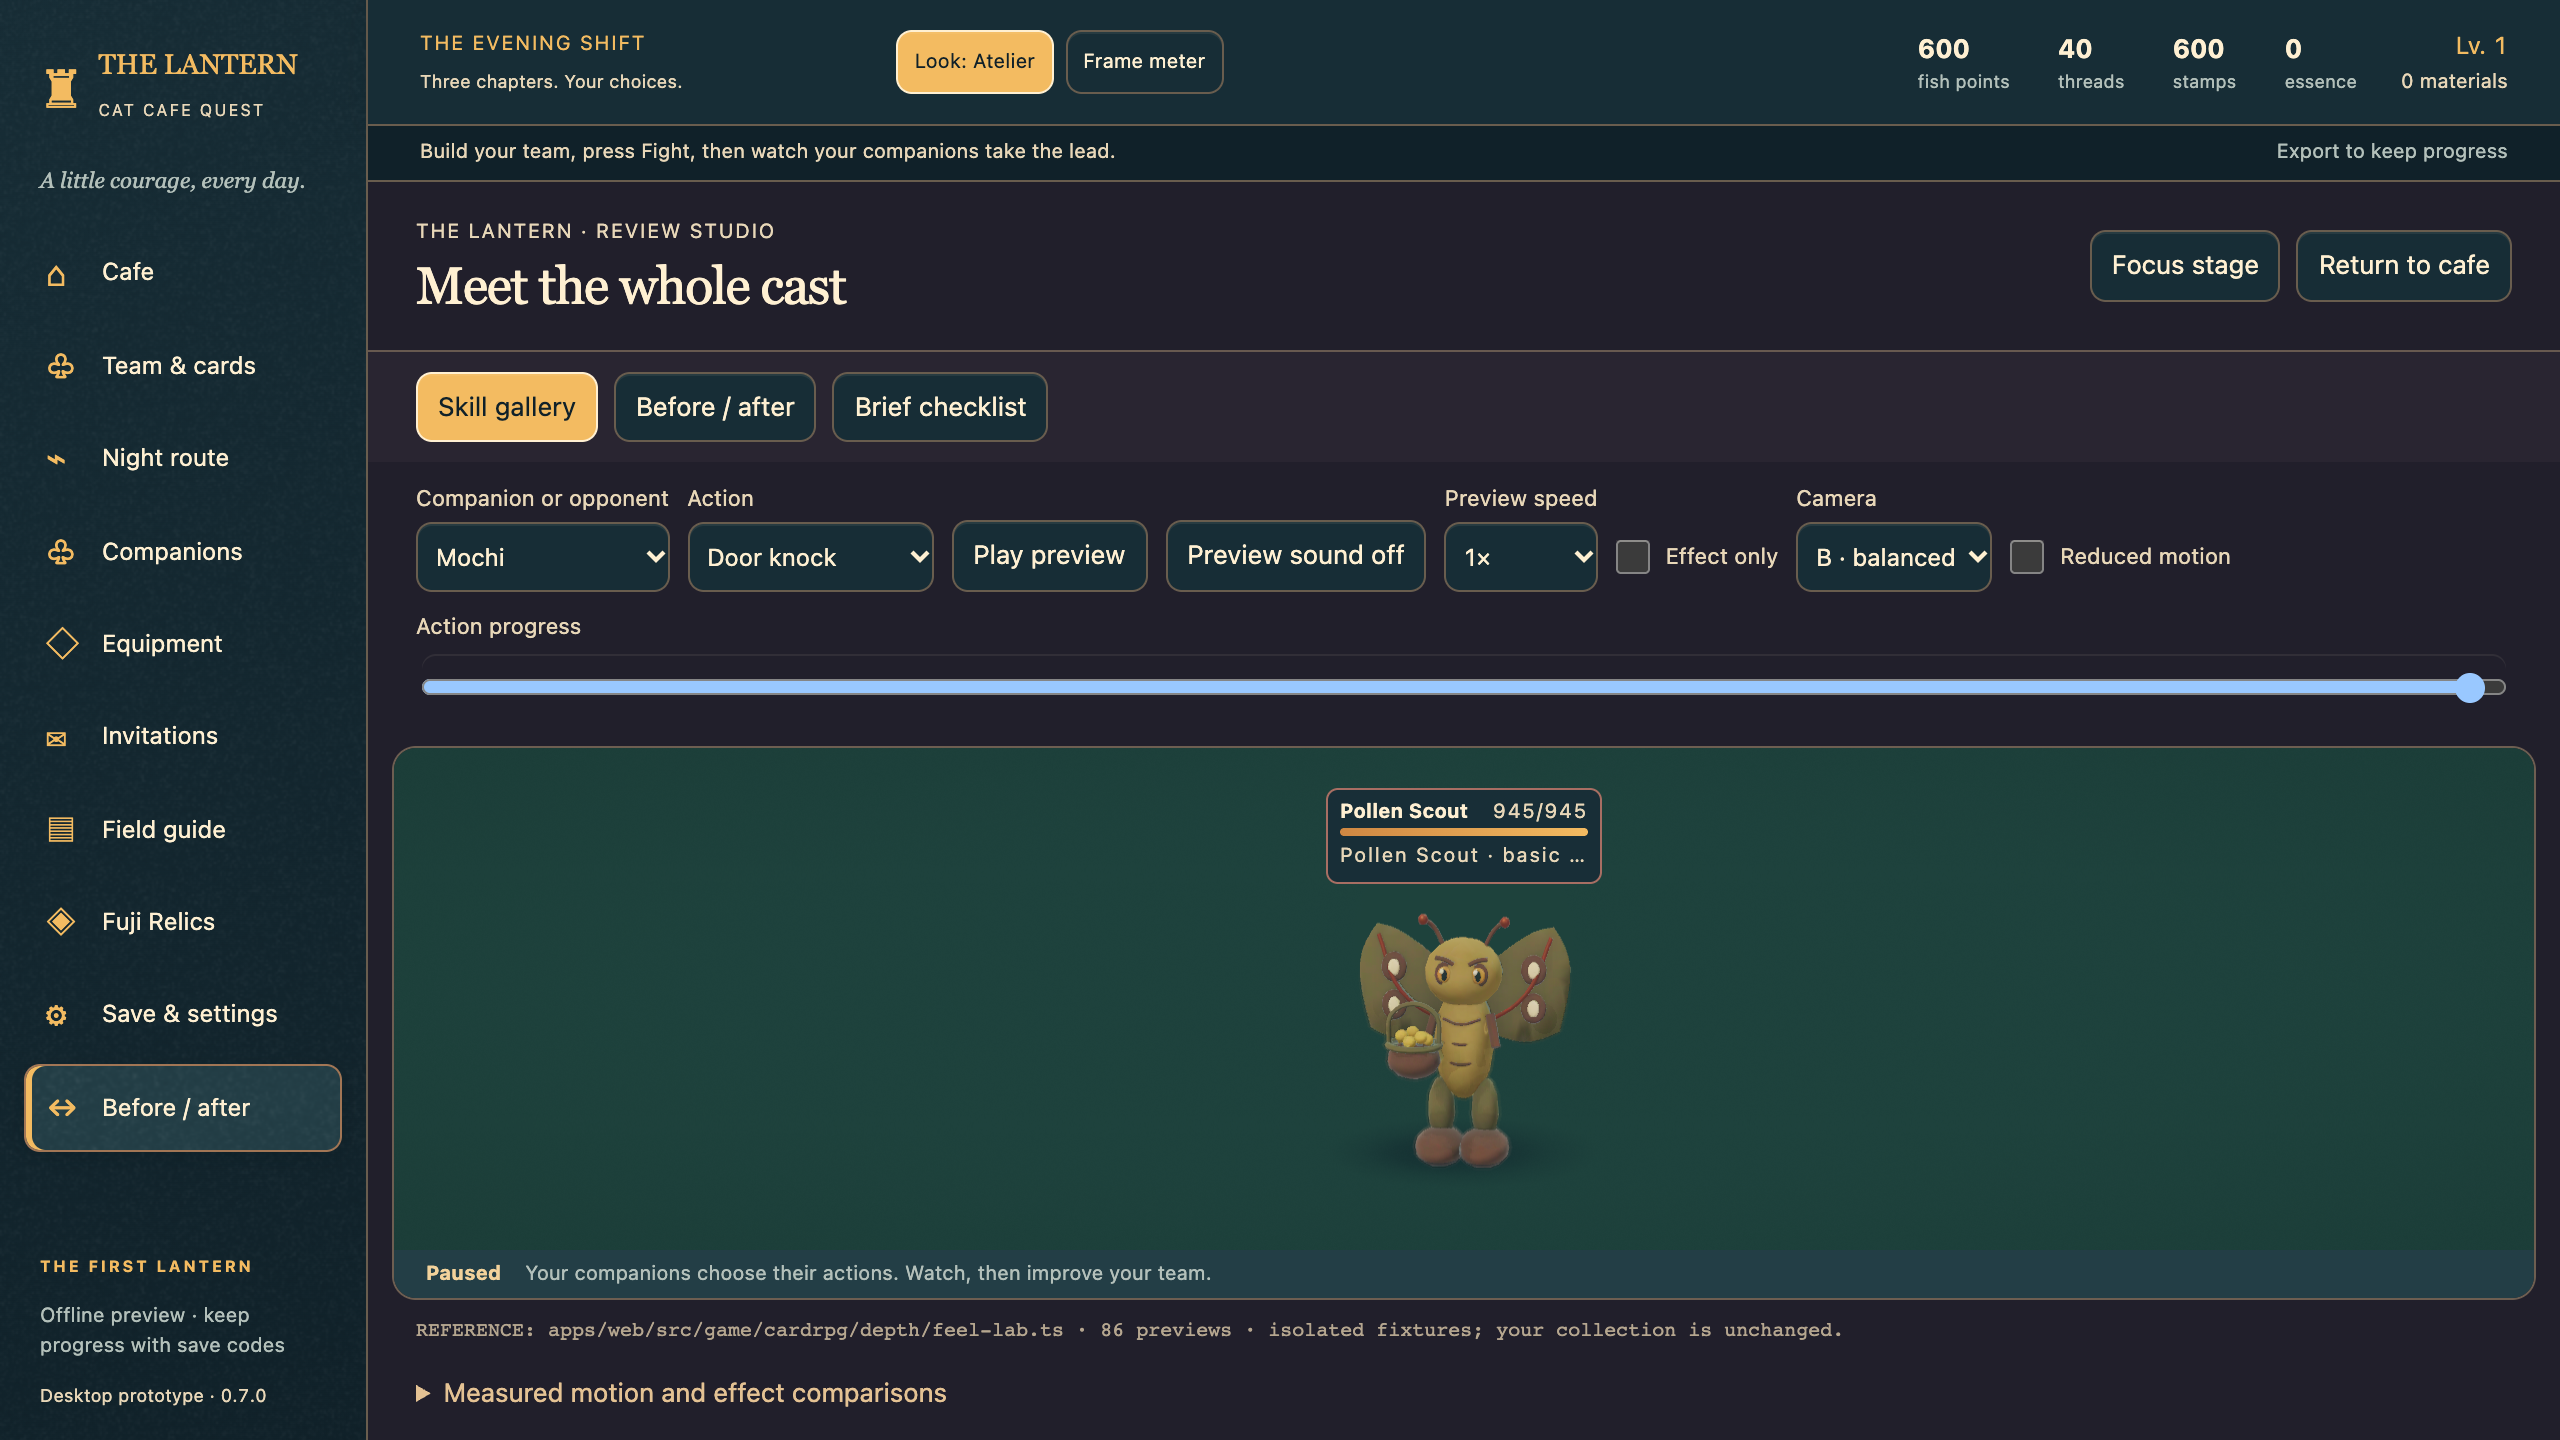 THE LANTERN
CAT CAFE QUEST
A little courage, every day.
Cafe
Team & cards
Night route
Companions
Equipment
Invitations
Field guide
Fuji Relics
Save & settings
Before / after
THE FIRST LANTERN
Offline preview · keep
progress with save codes
Desktop prototype · 0.7.0
THE EVENING SHIFT
Three chapters. Your choices.
Look: Atelier
Frame meter
600
fish points
40
threads
600
stamps
0
essence
Lv. 1
0 materials
Build your team, press Fight, then watch your companions take the lead.
Export to keep progress
THE LANTERN · REVIEW STUDIO
Meet the whole cast
Focus stage
Return to cafe
Skill gallery
Before / after
Brief checklist
Companion or opponent
Mochi
Action
Door knock
Play preview
Preview sound off
Preview speed
1×
Effect only
Camera
B · balanced
Reduced motion
Action progress
Pollen Scout 945/945
Pollen Scout · basic ...
Paused Your companions choose their actions. Watch, then improve your team.
REFERENCE: apps/web/src/game/cardrpg/depth/feel-lab.ts · 86 previews · isolated fixtures; your collection is unchanged.
Measured motion and effect comparisons